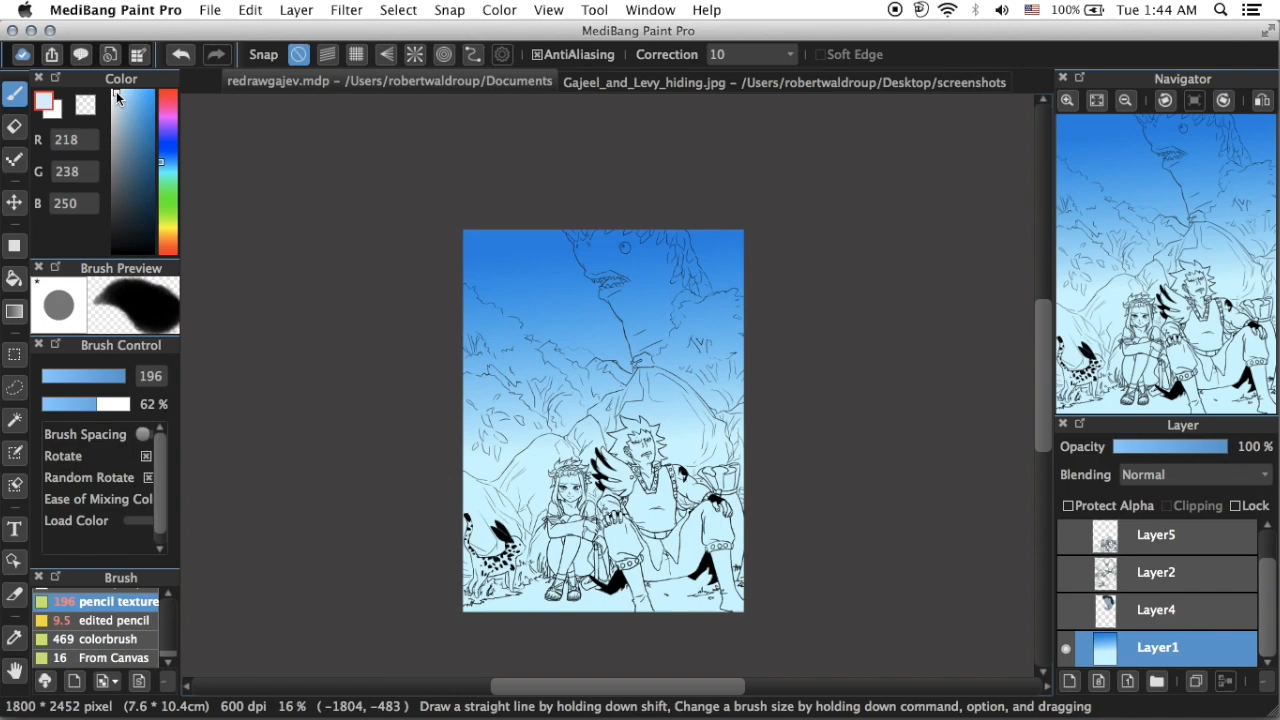 MediBang Paint Pro File Edit Layer Filter Select Snap Color View Tool Window Help 100% Tue 1:44 AM
MediBang Paint Pro
Snap AntiAliasing Correction 10 Soft Edge
Color
redrawgajev.mdp – /Users/robertwaldroup/Documents
Gajeel_and_Levy_hiding.jpg – /Users/robertwaldroup/Desktop/screenshots
Navigator
R 218
G 238
B 250
Brush Preview
*
Brush Control
196
62 %
Brush Spacing
Rotate
Random Rotate
Ease of Mixing Col
Load Color
Brush
196 pencil texture
9.5 edited pencil
469 colorbrush
16 From Canvas
T
Layer
Opacity 100 %
Blending Normal
Protect Alpha Clipping Lock
Layer5
Layer2
Layer4
Layer1
8
1
1800 * 2452 pixel (7.6 * 10.4cm) 600 dpi 16 % ( -1804, -483 ) Draw a straight line by holding down shift, Change a brush size by holding down command, option, and dragging